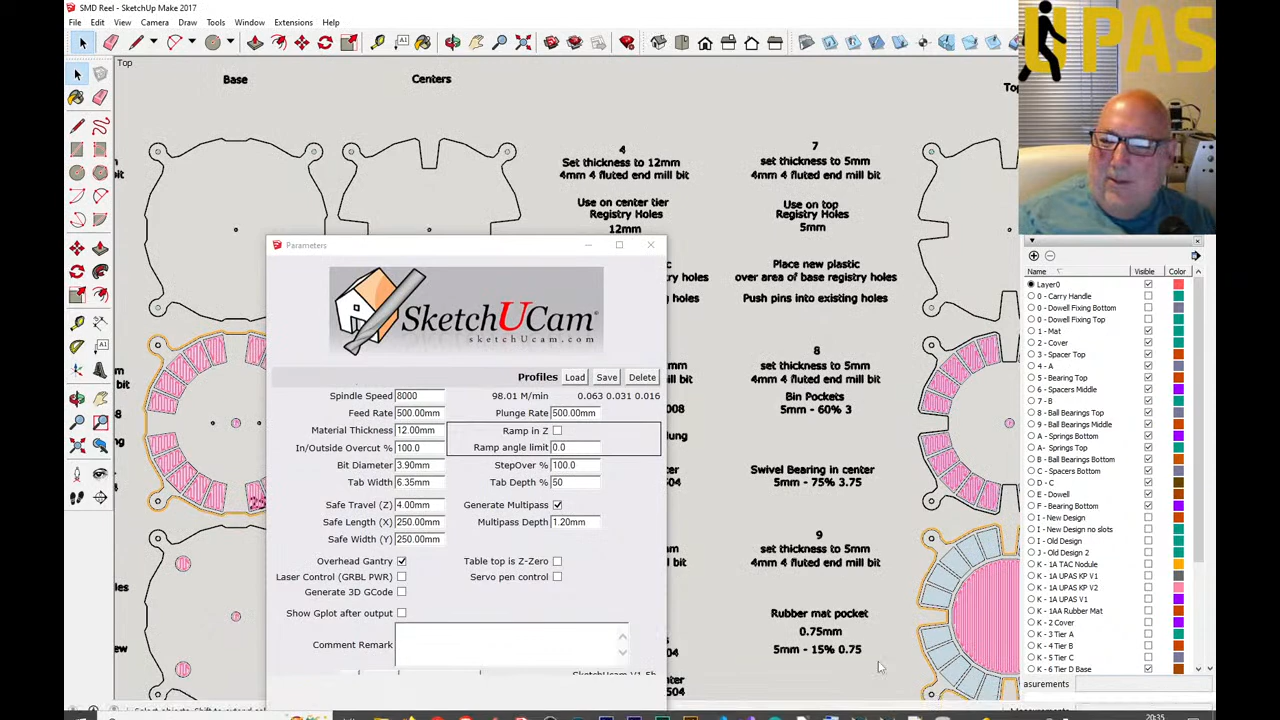 SMD Reel - SketchUp Make 2017
File Edit View Camera Draw Tools Window Extensions Help
UPAS
Top
Base
Centers
4
Set thickness to 12mm
4mm 4 fluted end mill bit
Use on center tier
Registry Holes
12mm
7
set thickness to 5mm
4mm 4 fluted end mill bit
Use on top
Registry Holes
5mm
Place new plastic
over area of base registry holes
Push pins into existing holes
8
set thickness to 5mm
4mm 4 fluted end mill bit
Bin Pockets
5mm - 60% 3
Swivel Bearing in center
5mm - 75% 3.75
9
set thickness to 5mm
4mm 4 fluted end mill bit
Rubber mat pocket
0.75mm
5mm - 15% 0.75
Parameters
SketchUCam
sketchUcam.com
Profiles Load Save Delete
Spindle Speed 8000 98.01 M/min 0.063 0.031 0.016
Feed Rate 500.00mm Plunge Rate 500.00mm
Material Thickness 12.00mm Ramp in Z
In/Outside Overcut % 100.0 Ramp angle limit 0.0
Bit Diameter 3.90mm StepOver % 100.0
Tab Width 6.35mm Tab Depth % 50
Safe Travel (Z) 4.00mm Generate Multipass
Safe Length (X) 250.00mm Multipass Depth 1.20mm
Safe Width (Y) 250.00mm
Overhead Gantry Table top is Z-Zero
Laser Control (GRBL PWR) Servo pen control
Generate 3D GCode
Show Gplot after output
Comment Remark
Name Visible Color
Layer0
0 - Carry Handle
0 - Dowell Fixing Bottom
0 - Dowell Fixing Top
1 - Mat
2 - Cover
3 - Spacer Top
4 - A
5 - Bearing Top
6 - Spacers Middle
7 - B
8 - Ball Bearings Top
9 - Ball Bearings Middle
A - Springs Bottom
A- Springs Top
B - Ball Bearings Bottom
C - Spacers Bottom
D - C
E - Dowell
F - Bearing Bottom
I - New Design
I - New Design no slots
I - Old Design
J - Old Design 2
K - 1A TAC Nodule
K - 1A UPAS KP V1
K - 1A UPAS KP V2
K - 1A UPAS V1
K - 1AA Rubber Mat
K - 2 Cover
K - 3 Tier A
K - 4 Tier B
K - 5 Tier C
K - 6 Tier D Base
asurements
20:35